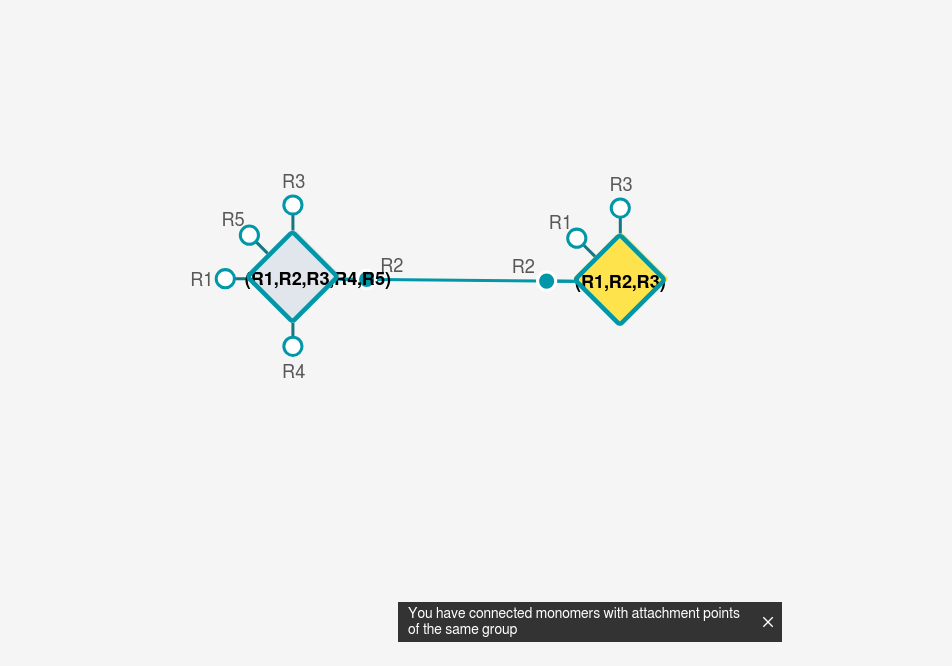 R3
R3
R5
R1
R2
R2
R1
(R1,R2,R3,R4,R5)
(R1,R2,R3)
R4
You have connected monomers with attachment points
of the same group